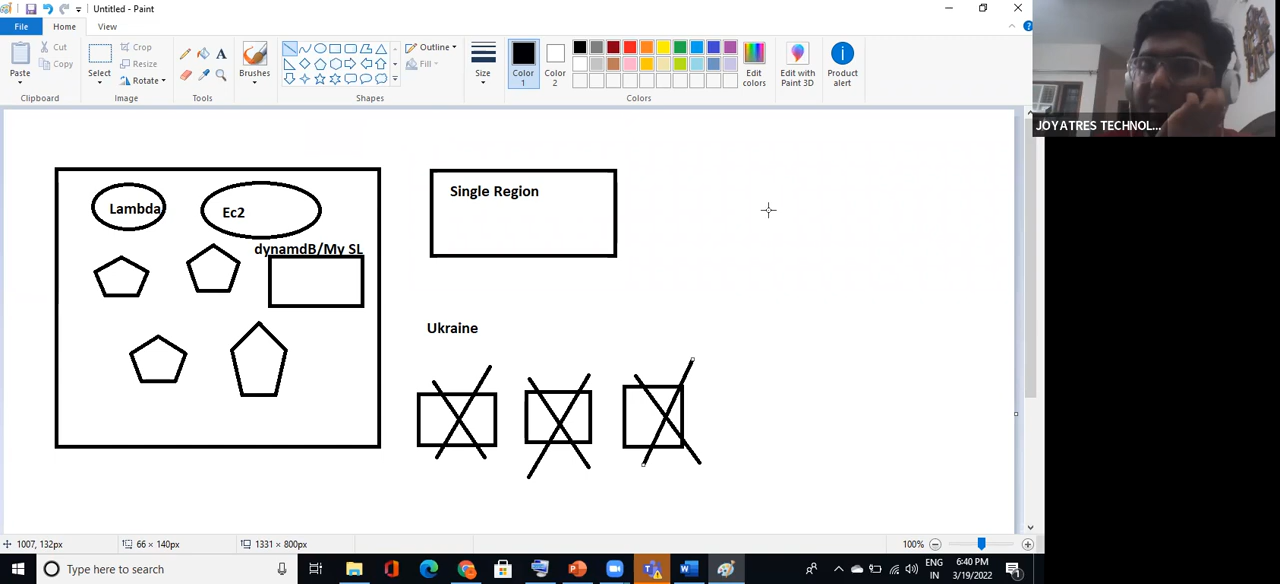 Untitled - Paint
File
Home
View
Paste
Cut
Copy
Clipboard
Select
Crop
Resize
Rotate
Image
Tools
Brushes
Shapes
Outline
Fill
Size
Color
1
Color
2
Colors
Edit
colors
Edit with
Paint 3D
Product
alert
JOYATRES TECHNOL...
Lambda
Ec2
dynamdB/My SL
Single Region
Ukraine
1007, 132px
66 × 140px
1331 × 800px
100%
Type here to search
ENG
IN
6:40 PM
3/19/2022